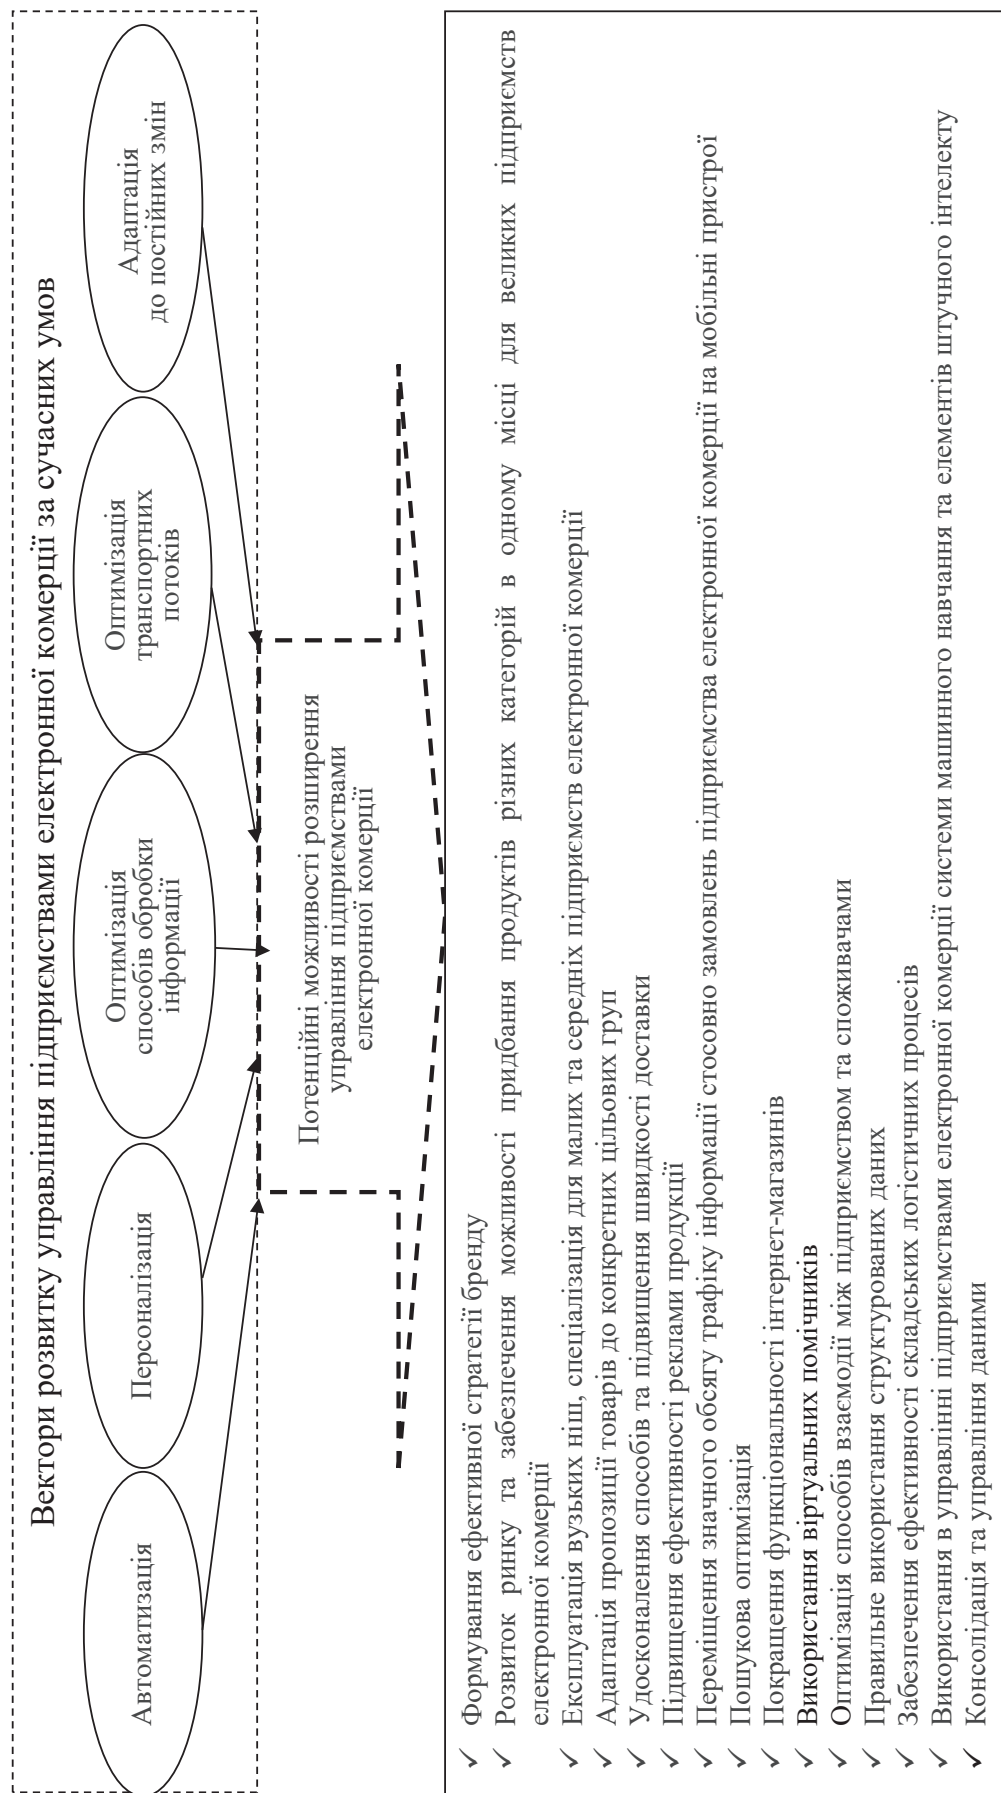 Вектори розвитку управління підприємствами електронної комерції за сучасних умов
Автоматизація
Персоналізація
Оптимізація
способів обробки
інформації
Оптимізація
транспортних
потоків
Адаптація
до постійних змін
Потенційні можливості розширення
управління підприємствами
електронної комерції
✓ Формування ефективної стратегії бренду
✓ Розвиток ринку та забезпечення можливості придбання продуктів різних категорій в одному місці для великих підприємств
електронної комерції
✓ Експлуатація вузьких ніш, спеціалізація для малих та середніх підприємств електронної комерції
✓ Адаптація пропозиції товарів до конкретних цільових груп
✓ Удосконалення способів та підвищення швидкості доставки
✓ Підвищення ефективності реклами продукції
✓ Переміщення значного обсягу трафіку інформації стосовно замовлень підприємства електронної комерції на мобільні пристрої
✓ Пошукова оптимізація
✓ Покращення функціональності інтернет-магазинів
✓ Використання віртуальних помічників
✓ Оптимізація способів взаємодії між підприємством та споживачами
✓ Правильне використання структурованих даних
✓ Забезпечення ефективності складських логістичних процесів
✓ Використання в управлінні підприємствами електронної комерції системи машинного навчання та елементів штучного інтелекту
✓ Консолідація та управління даними